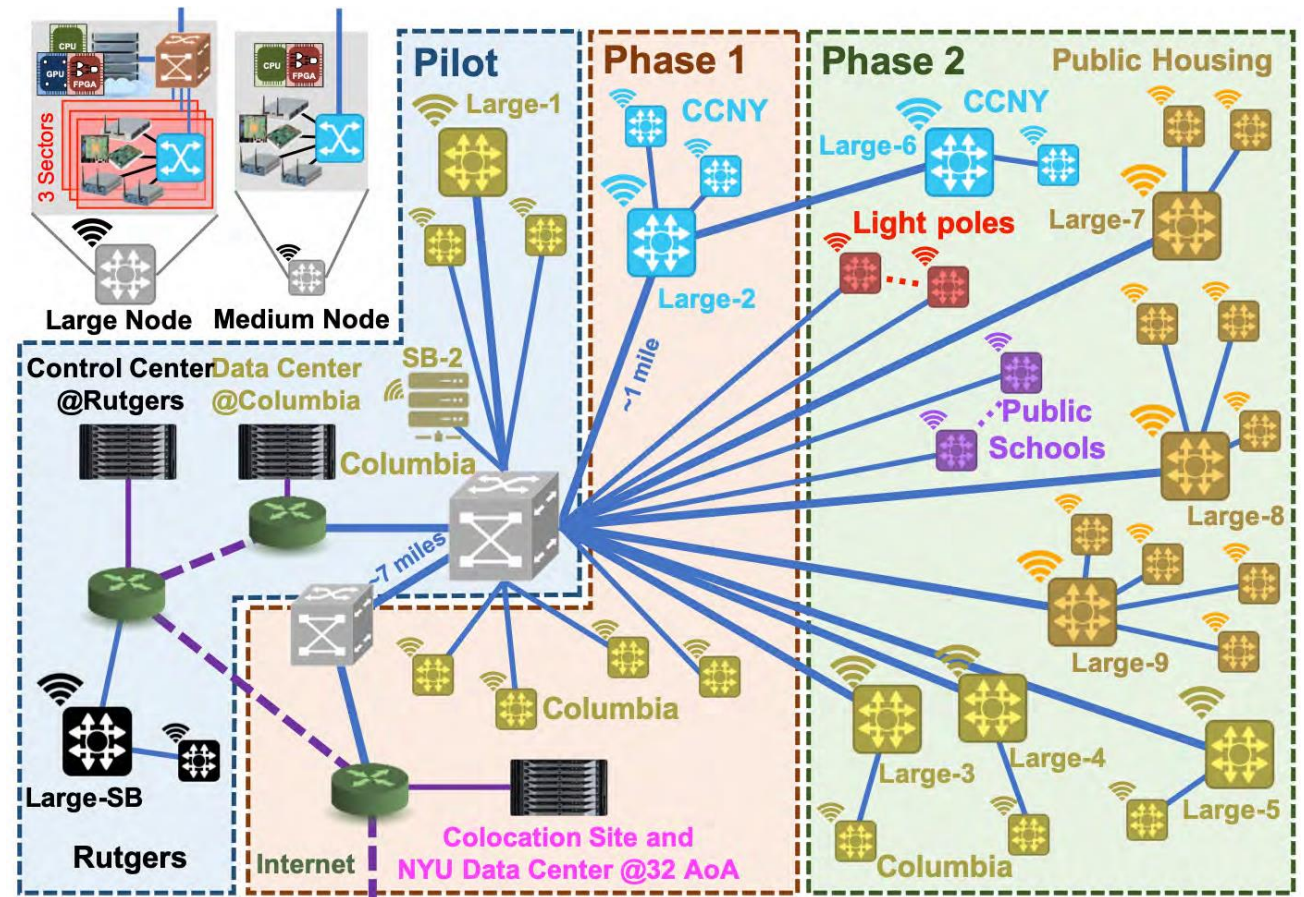 CPU
GPU
FPGA
3 Sectors
Large Node
CPU
FPGA
Medium Node
Pilot
Large-1
Phase 1
CCNY
Large-2
~1 mile
Phase 2
CCNY
Large-6
Public Housing
Large-7
Light poles
Public
Schools
Large-8
Large-9
Control Center
@Rutgers
Data Center
@Columbia
SB-2
Columbia
~7 miles
Large-SB
Rutgers
Columbia
Internet
Colocation Site and
NYU Data Center @32 AoA
Large-3
Large-4
Large-5
Columbia